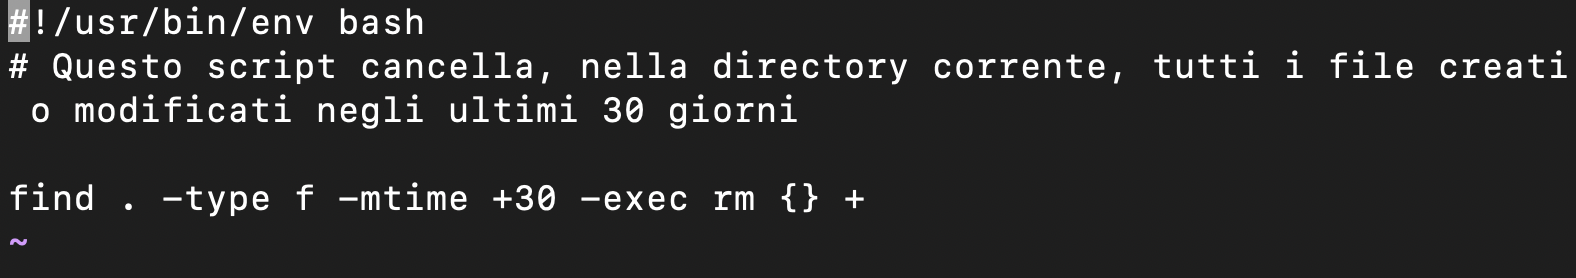 #!/usr/bin/env bash
# Questo script cancella, nella directory corrente, tutti i file creati
o modificati negli ultimi 30 giorni
find . -type f -mtime +30 -exec rm {} +
~